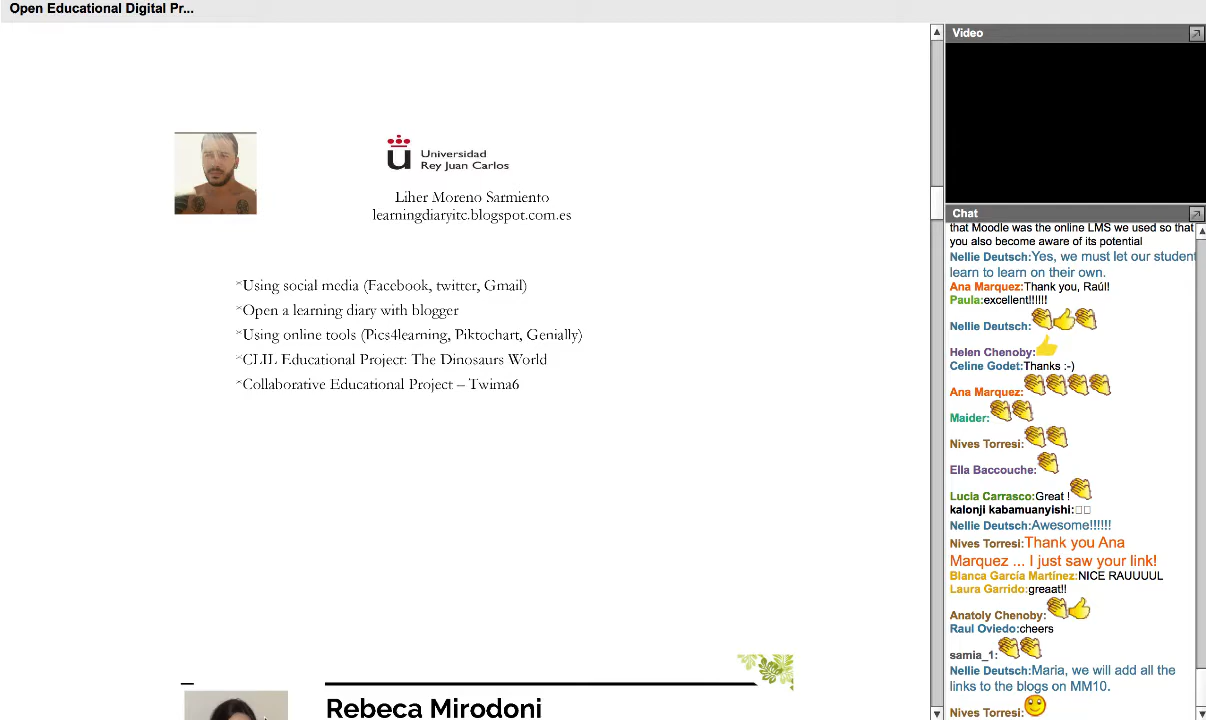 Open Educational Digital Pr...
Universidad
Rey Juan Carlos
Liher Moreno Sarmiento
learningdiaryitc.blogspot.com.es
*Using social media (Facebook, twitter, Gmail)
*Open a learning diary with blogger
*Using online tools (Pics4learning, Piktochart, Genially)
*CLIL Educational Project: The Dinosaurs World
*Collaborative Educational Project – Twima6
Rebeca Mirodoni
Video
Chat
that Moodle was the online LMS we used so that
you also become aware of its potential
Nellie Deutsch:Yes, we must let our student
learn to learn on their own.
Ana Marquez:Thank you, Raúl!
Paula:excellent!!!!!!
Nellie Deutsch:
Helen Chenoby:
Celine Godet:Thanks :-)
Ana Marquez:
Maider:
Nives Torresi:
Ella Baccouche:
Lucia Carrasco:Great !
kalonji kabamuanyishi:
Nellie Deutsch:Awesome!!!!!!
Nives Torresi:Thank you Ana
Marquez ... I just saw your link!
Blanca García Martínez:NICE RAUUUUL
Laura Garrido:greaat!!
Anatoly Chenoby:
Raul Oviedo:cheers
samia_1:
Nellie Deutsch:Maria, we will add all the
links to the blogs on MM10.
Nives Torresi: